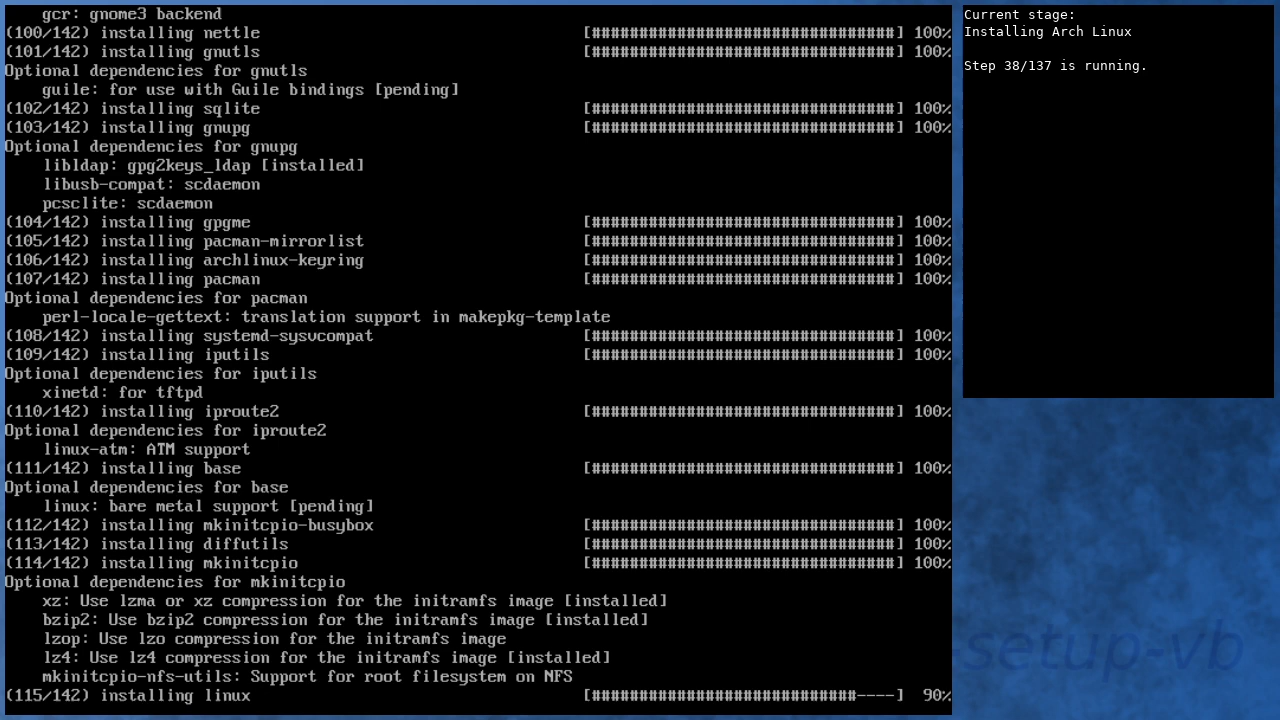 gcr: gnome3 backend
(100/142) installing nettle [################################] 100%
(101/142) installing gnutls [################################] 100%
Optional dependencies for gnutls
guile: for use with Guile bindings [pending]
(102/142) installing sqlite [################################] 100%
(103/142) installing gnupg [################################] 100%
Optional dependencies for gnupg
libldap: gpg2keys_ldap [installed]
libusb-compat: scdaemon
pcsclite: scdaemon
(104/142) installing gpgme [################################] 100%
(105/142) installing pacman-mirrorlist [################################] 100%
(106/142) installing archlinux-keyring [################################] 100%
(107/142) installing pacman [################################] 100%
Optional dependencies for pacman
perl-locale-gettext: translation support in makepkg-template
(108/142) installing systemd-sysvcompat [################################] 100%
(109/142) installing iputils [################################] 100%
Optional dependencies for iputils
xinetd: for tftpd
(110/142) installing iproute2 [################################] 100%
Optional dependencies for iproute2
linux-atm: ATM support
(111/142) installing base [################################] 100%
Optional dependencies for base
linux: bare metal support [pending]
(112/142) installing mkinitcpio-busybox [################################] 100%
(113/142) installing diffutils [################################] 100%
(114/142) installing mkinitcpio [################################] 100%
Optional dependencies for mkinitcpio
xz: Use lzma or xz compression for the initramfs image [installed]
bzip2: Use bzip2 compression for the initramfs image [installed]
lzop: Use lzo compression for the initramfs image
lz4: Use lz4 compression for the initramfs image [installed]
mkinitcpio-nfs-utils: Support for root filesystem on NFS
(115/142) installing linux [############################----] 90%
Current stage:
Installing Arch Linux
Step 38/137 is running.
-setup-vb